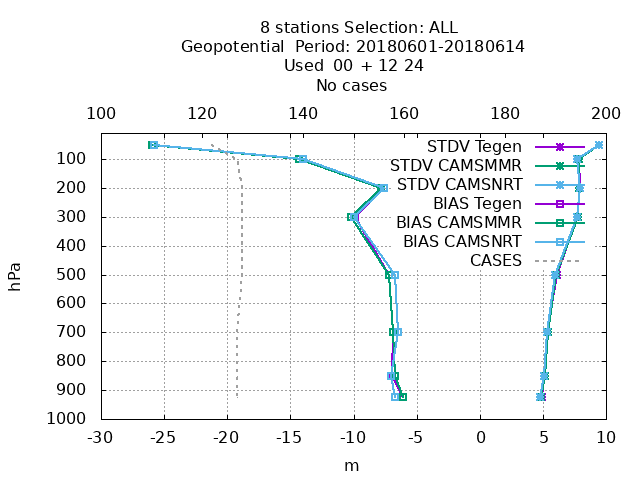 8 stations Selection: ALL
Geopotential  Period: 20180601-20180614
Used  00 + 12 24
No cases
100 120 140 160 180 200
STDV Tegen
STDV CAMSMMR
STDV CAMSNRT
BIAS Tegen
BIAS CAMSMMR
BIAS CAMSNRT
CASES
hPa
100
200
300
400
500
600
700
800
900
1000
-30 -25 -20 -15 -10 -5 0 5 10
m